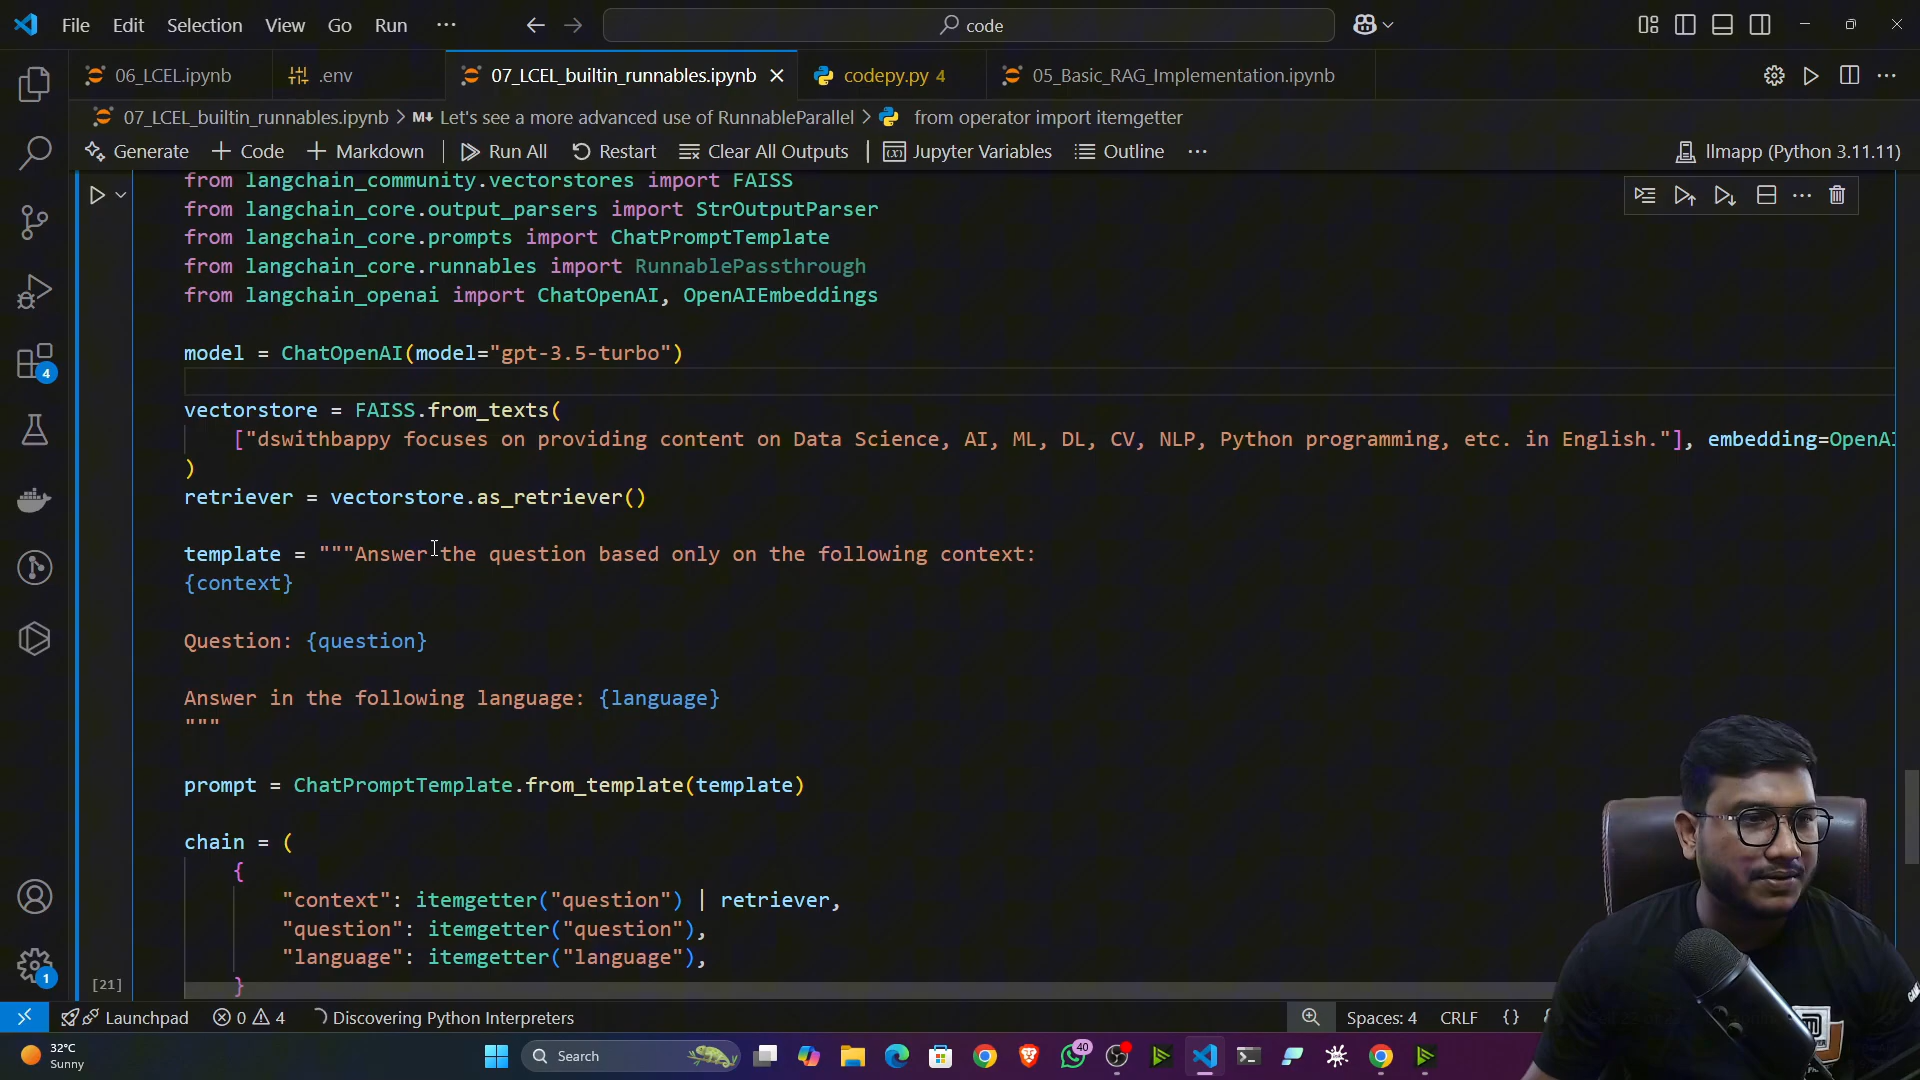 File Edit Selection View Go Run ··· code
06_LCEL.ipynb .env 07_LCEL_builtin_runnables.ipynb codepy.py 4 05_Basic_RAG_Implementation.ipynb
07_LCEL_builtin_runnables.ipynb > M↓ Let's see a more advanced use of RunnableParallel > from operator import itemgetter
Generate + Code + Markdown Run All Restart Clear All Outputs Jupyter Variables Outline ··· llmapp (Python 3.11.11)
from langchain_community.vectorstores import FAISS
from langchain_core.output_parsers import StrOutputParser
from langchain_core.prompts import ChatPromptTemplate
from langchain_core.runnables import RunnablePassthrough
from langchain_openai import ChatOpenAI, OpenAIEmbeddings
model = ChatOpenAI(model="gpt-3.5-turbo")
vectorstore = FAISS.from_texts(
["dswithbappy focuses on providing content on Data Science, AI, ML, DL, CV, NLP, Python programming, etc. in English."], embedding=OpenAI
)
retriever = vectorstore.as_retriever()
template = """Answer the question based only on the following context:
{context}
Question: {question}
Answer in the following language: {language}
"""
prompt = ChatPromptTemplate.from_template(template)
chain = (
{
"context": itemgetter("question") | retriever,
"question": itemgetter("question"),
"language": itemgetter("language"),
}
[21]
4
1
Launchpad 0 4 Discovering Python Interpreters Spaces: 4 CRLF {}
32°C
Sunny
Search
40